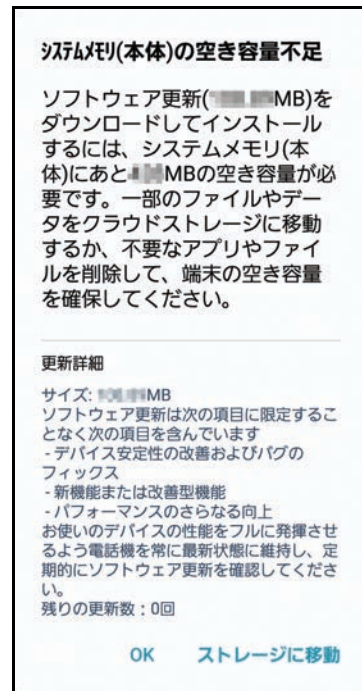 ｼｽﾃﾑﾒﾓﾘ(本体)の空き容量不足
ソフトウェア更新(MB)を
ダウンロードしてインストール
するには、システムメモリ(本
体)にあとMBの空き容量が必
要です。一部のファイルやデー
タをクラウドストレージに移動
するか、不要なアプリやファイ
ルを削除して、端末の空き容量
を確保してください。
更新詳細
サイズ: MB
ソフトウェア更新は次の項目に限定するこ
となく次の項目を含んでいます
- デバイス安定性の改善およびバグの
フィックス
- 新機能または改善型機能
- パフォーマンスのさらなる向上
お使いのデバイスの性能をフルに発揮させ
るよう電話機を常に最新状態に維持し、定
期的にソフトウェア更新を確認してくださ
い。
残りの更新数：0回
OK ストレージに移動